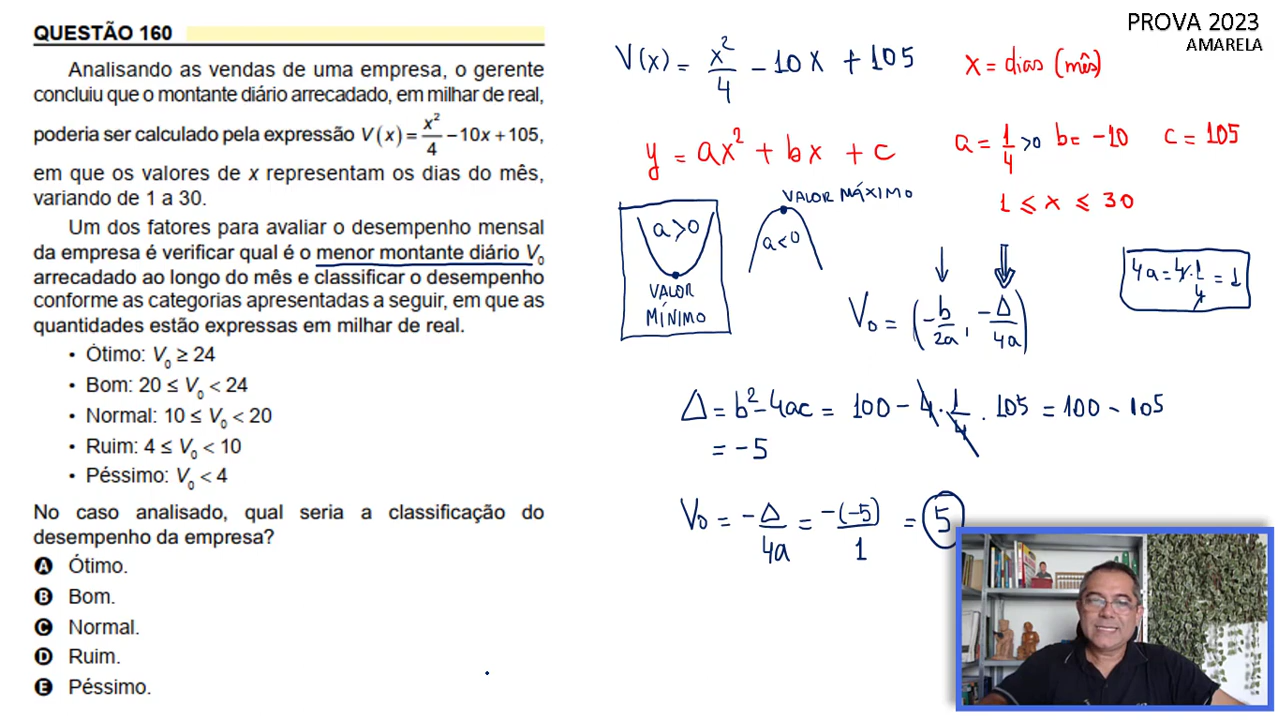 QUESTÃO 160
Analisando as vendas de uma empresa, o gerente
concluiu que o montante diário arrecadado, em milhar de real,
poderia ser calculado pela expressão V(x) = x²/4 − 10x + 105,
em que os valores de x representam os dias do mês,
variando de 1 a 30.
Um dos fatores para avaliar o desempenho mensal
da empresa é verificar qual é o menor montante diário V₀
arrecadado ao longo do mês e classificar o desempenho
conforme as categorias apresentadas a seguir, em que as
quantidades estão expressas em milhar de real.
• Ótimo: V₀ ≥ 24
• Bom: 20 ≤ V₀ < 24
• Normal: 10 ≤ V₀ < 20
• Ruim: 4 ≤ V₀ < 10
• Péssimo: V₀ < 4
No caso analisado, qual seria a classificação do
desempenho da empresa?
A Ótimo.
B Bom.
C Normal.
D Ruim.
E Péssimo.
PROVA 2023
AMARELA
V(x) = x²/4 − 10x + 105
x = dias (mês)
y = ax² + bx + c
a = 1/4 >0 b = −10 c = 105
1 ≤ x ≤ 30
a>0
VALOR
MÍNIMO
VALOR MÁXIMO
a<0
V₀ = (−b/2a, −Δ/4a)
4a = 4·1/4 = 1
Δ = b² − 4ac = 100 − 4·1/4 · 105 = 100 − 105
= −5
V₀ = −Δ/4a = −(−5)/1 = 5